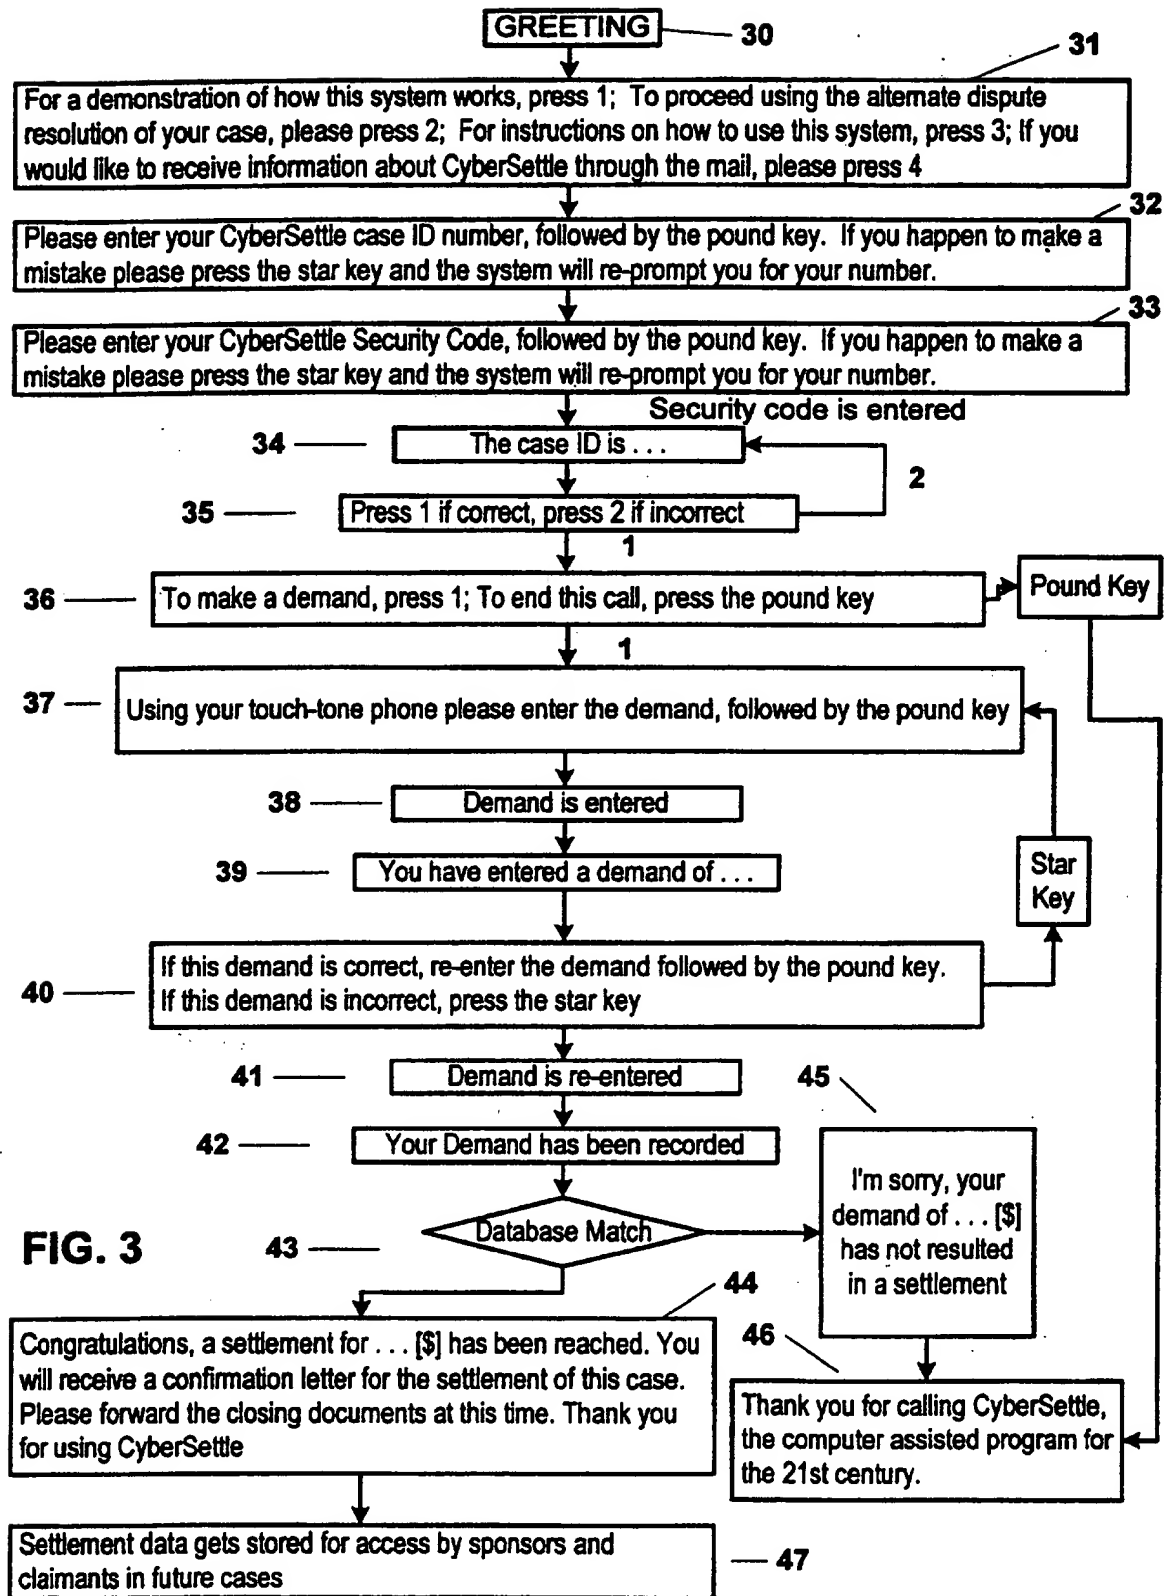 GREETING
30
31
For a demonstration of how this system works, press 1; To proceed using the alternate dispute
resolution of your case, please press 2; For instructions on how to use this system, press 3; If you
would like to receive information about CyberSettle through the mail, please press 4
32
Please enter your CyberSettle case ID number, followed by the pound key. If you happen to make a
mistake please press the star key and the system will re-prompt you for your number.
33
Please enter your CyberSettle Security Code, followed by the pound key. If you happen to make a
mistake please press the star key and the system will re-prompt you for your number.
Security code is entered
34
The case ID is . . .
2
35
Press 1 if correct, press 2 if incorrect
1
36
To make a demand, press 1; To end this call, press the pound key
Pound Key
1
37
Using your touch-tone phone please enter the demand, followed by the pound key
38
Demand is entered
39
You have entered a demand of . . .
Star
Key
40
If this demand is correct, re-enter the demand followed by the pound key.
If this demand is incorrect, press the star key
41
Demand is re-entered
45
42
Your Demand has been recorded
I'm sorry, your
demand of . . . [$]
has not resulted
in a settlement
FIG. 3
43
Database Match
44
Congratulations, a settlement for . . . [$] has been reached. You
will receive a confirmation letter for the settlement of this case.
Please forward the closing documents at this time. Thank you
for using CyberSettle
46
Thank you for calling CyberSettle,
the computer assisted program for
the 21st century.
Settlement data gets stored for access by sponsors and
claimants in future cases
47